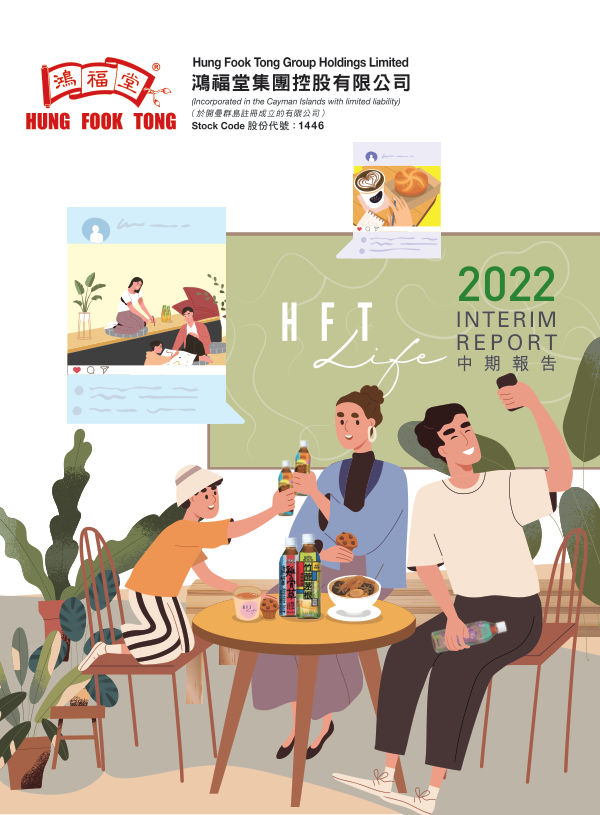 鴻福堂®
HUNG FOOK TONG
Hung Fook Tong Group Holdings Limited
鴻福堂集團控股有限公司
(Incorporated in the Cayman Islands with limited liability)
(於開曼群島註冊成立的有限公司)
Stock Code 股份代號：1446
HFT
Life
2022
INTERIM
REPORT
中期報告
HFT
Life